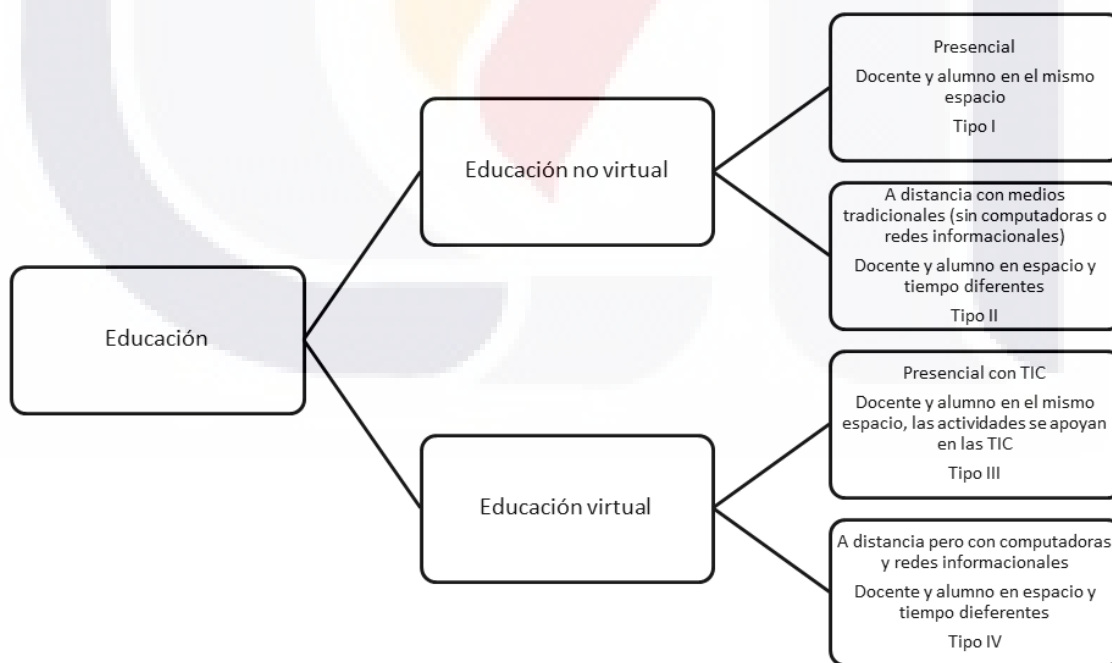 Educación
Educación no virtual
Presencial
Docente y alumno en el mismo
espacio
Tipo I
A distancia con medios
tradicionales (sin computadoras o
redes informacionales)
Docente y alumno en espacio y
tiempo diferentes
Tipo II
Educación virtual
Presencial con TIC
Docente y alumno en el mismo
espacio, las actividades se apoyan
en las TIC
Tipo III
A distancia pero con computadoras
y redes informacionales
Docente y alumno en espacio y
tiempo dieferentes
Tipo IV